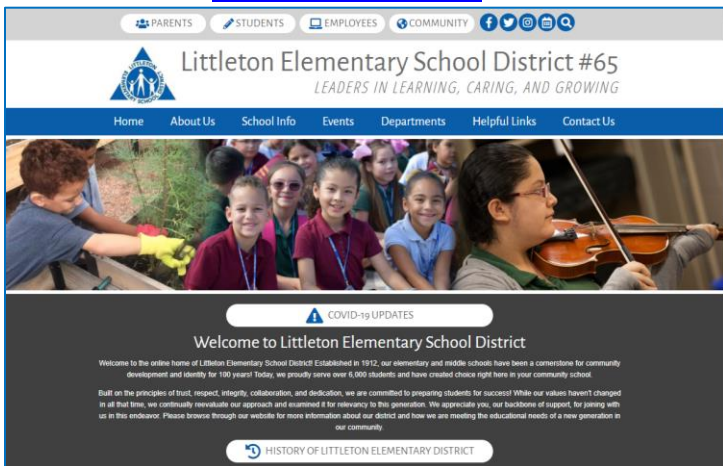 PARENTS STUDENTS EMPLOYEES COMMUNITY
Littleton Elementary School District #65
LEADERS IN LEARNING, CARING, AND GROWING
Home About Us School Info Events Departments Helpful Links Contact Us
COVID-19 UPDATES
Welcome to Littleton Elementary School District
Welcome to the online home of Littleton Elementary School District! Established in 1912, our elementary and middle schools have been a cornerstone for community
development and identity for 100 years! Today, we proudly serve over 6,000 students and have created choice right here in your community school.
Built on the principles of trust, respect, integrity, collaboration, and dedication, we are committed to preparing students for success! While our values haven't changed
in all that time, we continually reevaluate our approach and examined it for relevancy to this generation. We appreciate you, our backbone of support, for joining with
us in this endeavor. Please browse through our website for more information about our district and how we are meeting the educational needs of a new generation in
our community.
HISTORY OF LITTLETON ELEMENTARY DISTRICT